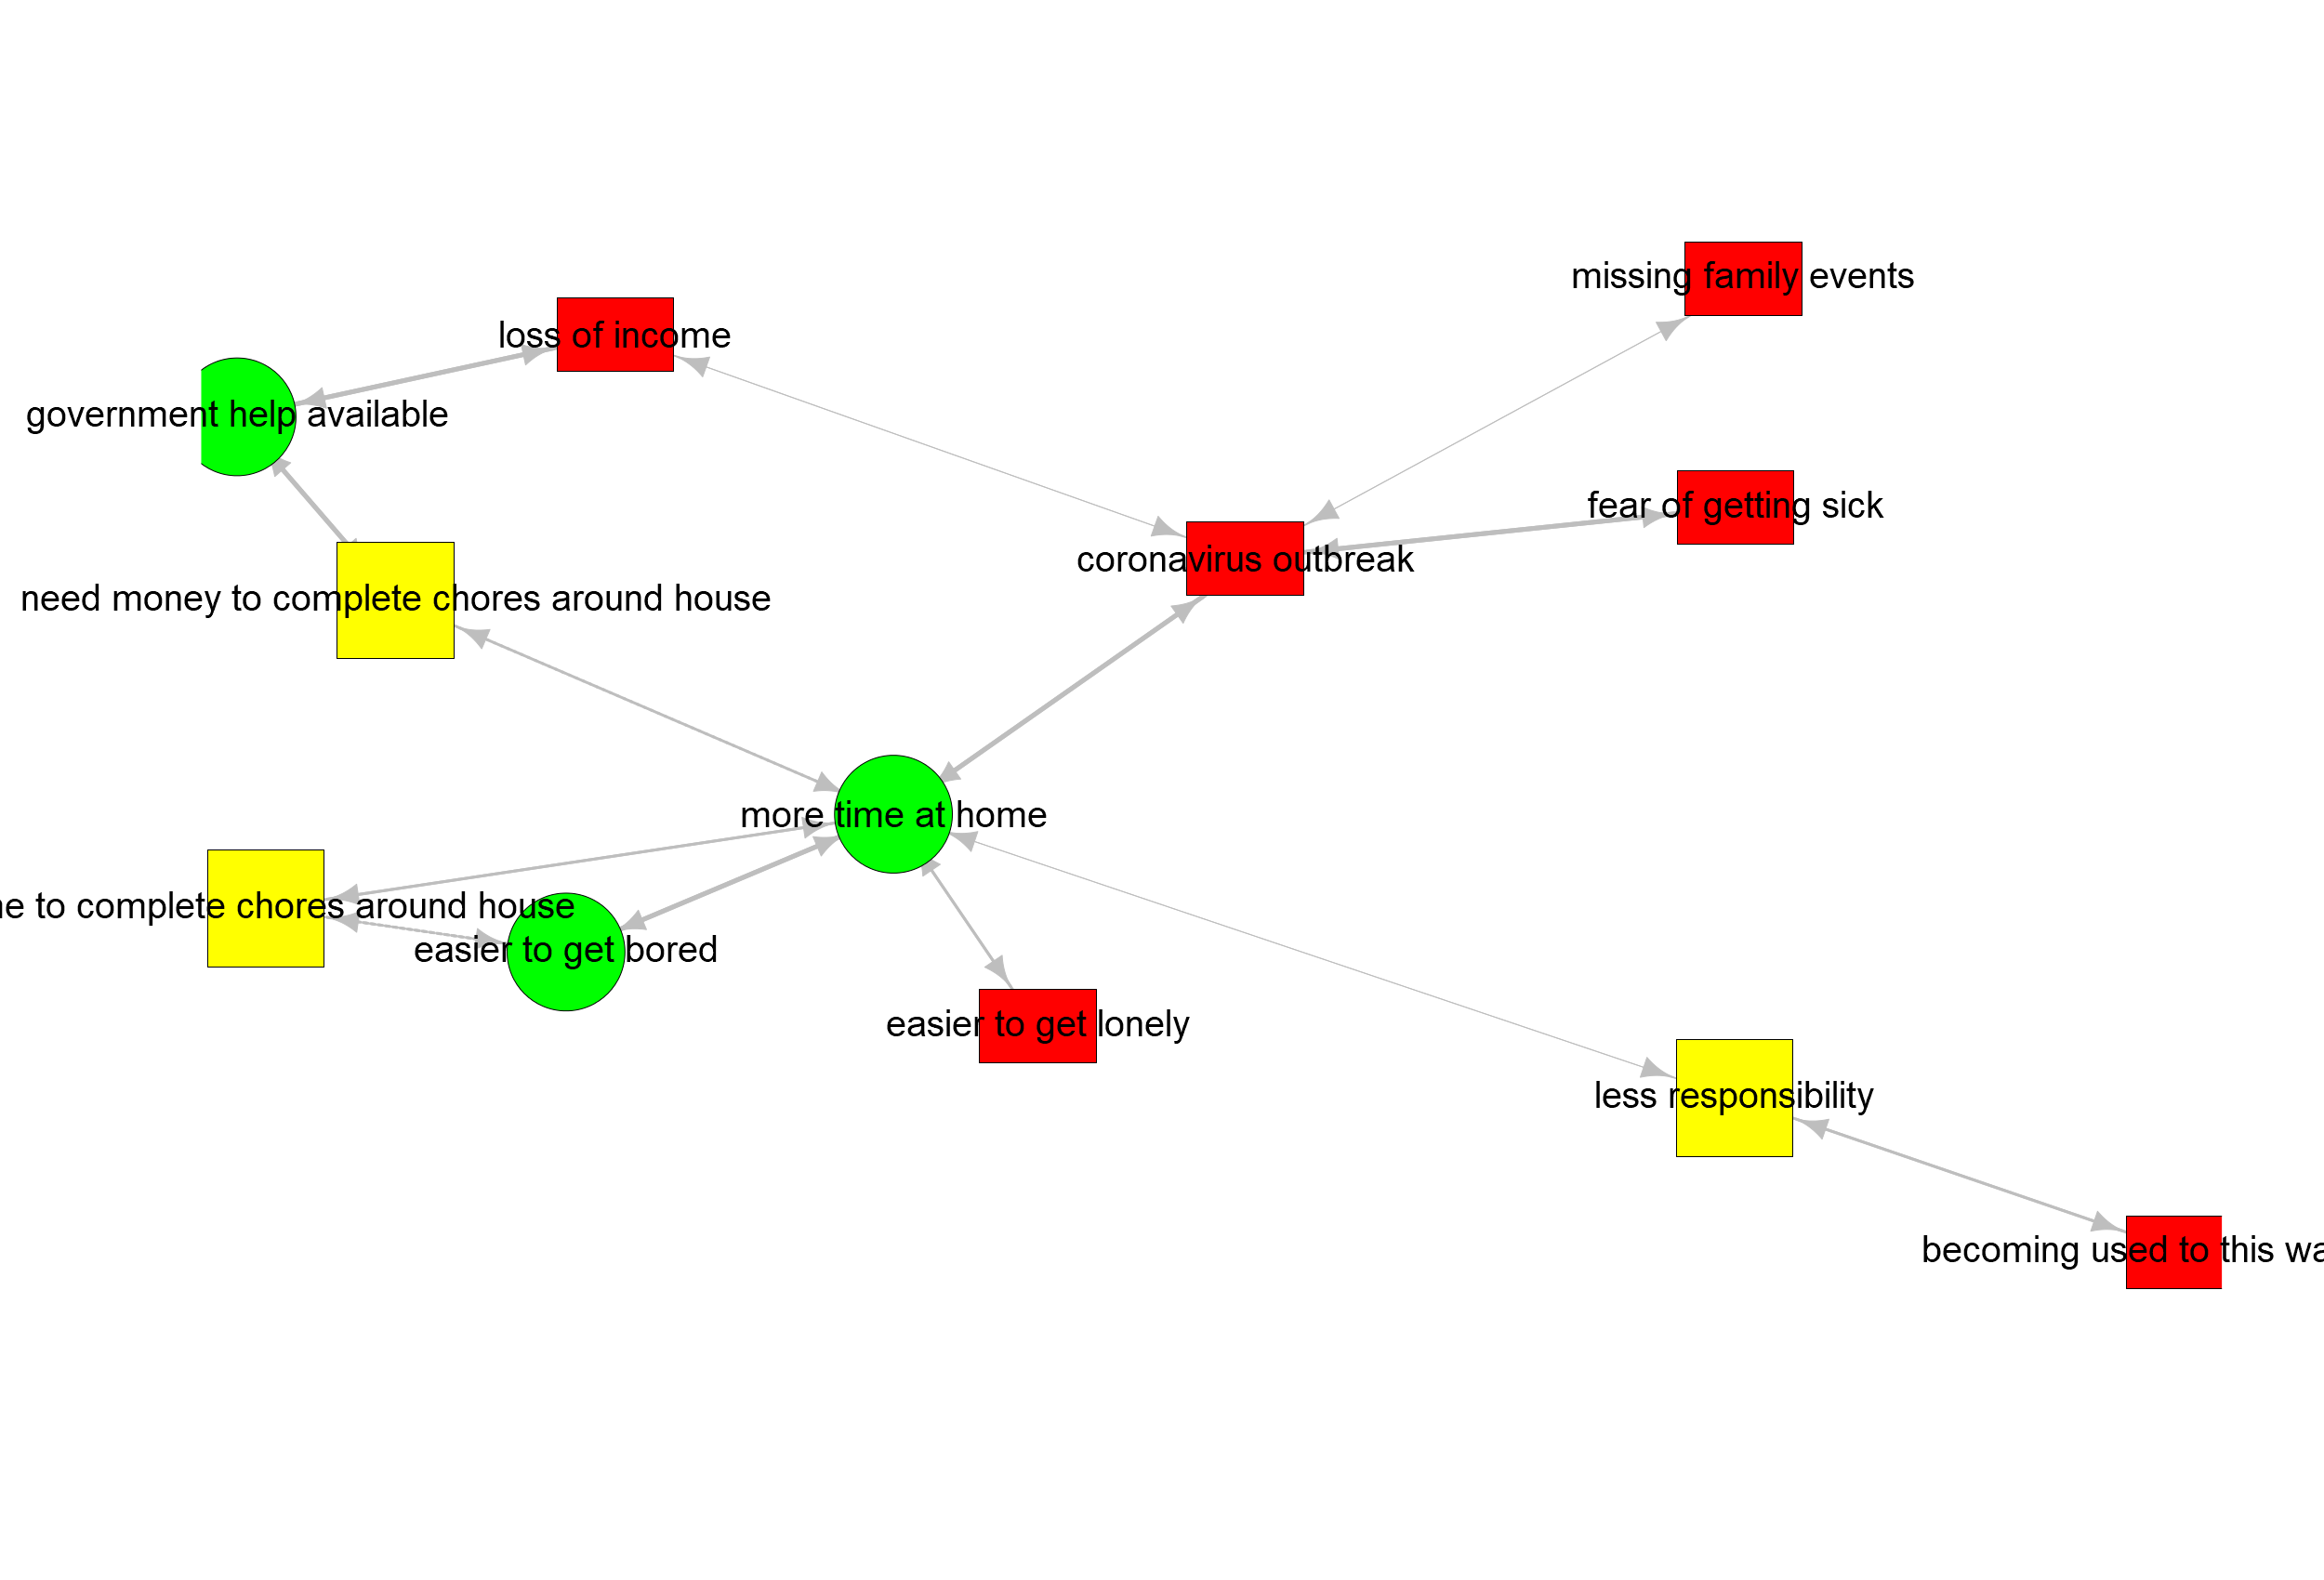 missing family events
loss of income
government help available
fear of getting sick
coronavirus outbreak
need money to complete chores around house
more time at home
to complete chores around house
easier to get bored
easier to get lonely
less responsibility
becoming used to this